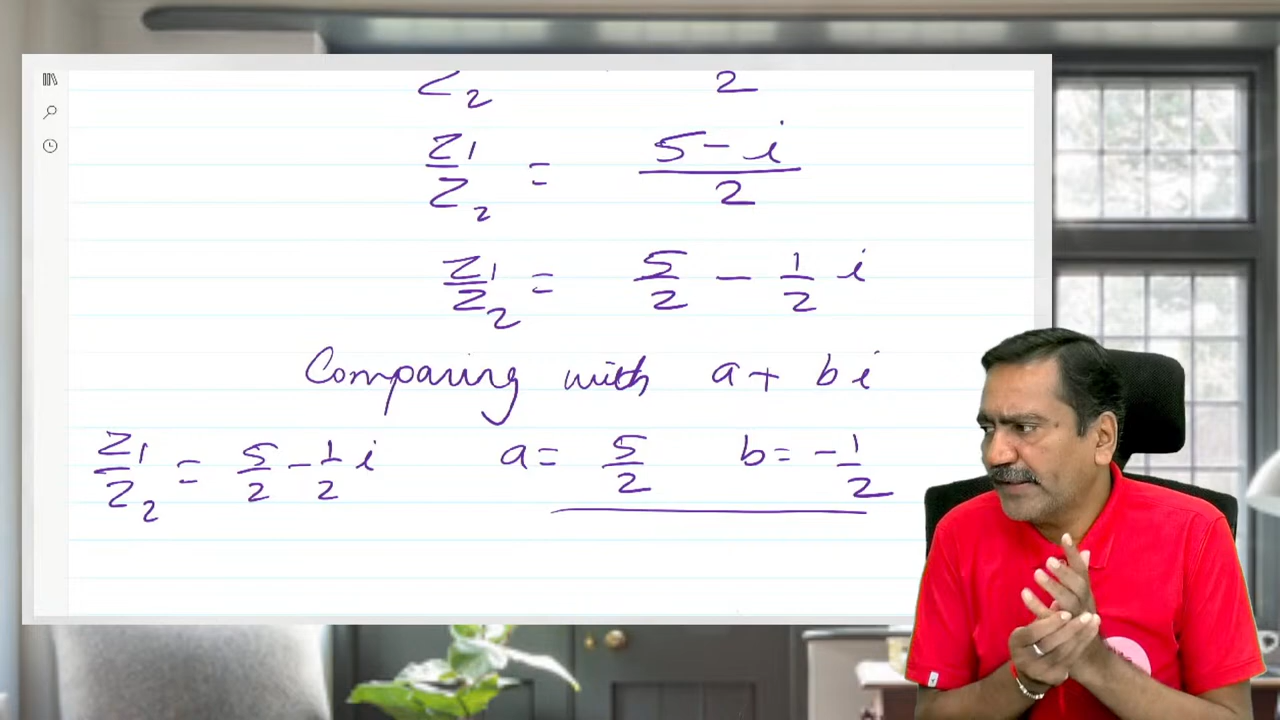 Z₂ 2
Z₁/Z₂ = (5 - i)/2
Z₁/Z₂ = 5/2 - 1/2 i
Comparing with a + bi
Z₁/Z₂ = 5/2 - 1/2 i a = 5/2 b = -1/2